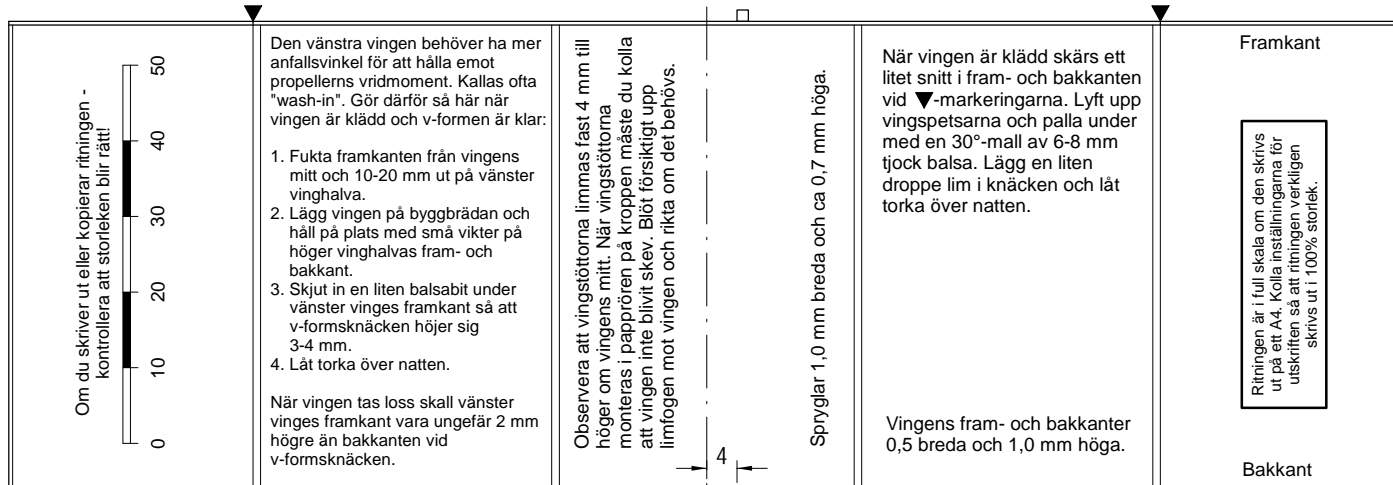 Om du skriver ut eller kopierar ritningen -
kontrollera att storleken blir rätt!
0
10
20
30
40
50
Den vänstra vingen behöver ha mer
anfallsvinkel för att hålla emot
propellerns vridmoment. Kallas ofta
"wash-in". Gör därför så här när
vingen är klädd och v-formen är klar:
1. Fukta framkanten från vingens
mitt och 10-20 mm ut på vänster
vinghalva.
2. Lägg vingen på byggbrädan och
håll på plats med små vikter på
höger vinghalvas fram- och
bakkant.
3. Skjut in en liten balsabit under
vänster vinges framkant så att
v-formsknäcken höjer sig
3-4 mm.
4. Låt torka över natten.
När vingen tas loss skall vänster
vinges framkant vara ungefär 2 mm
högre än bakkanten vid
v-formsknäcken.
Observera att vingstöttorna limmas fast 4 mm till
höger om vingens mitt. När vingstöttorna
monteras i pappröret på kroppen måste du kolla
att vingen inte blivit skev. Blöt försiktigt upp
limfogen mot vingen och rikta om det behövs.
4
Spryglar 1,0 mm breda och ca 0,7 mm höga.
När vingen är klädd skärs ett
litet snitt i fram- och bakkanten
vid ▼-markeringarna. Lyft upp
vingspetsarna och palla under
med en 30°-mall av 6-8 mm
tjock balsa. Lägg en liten
droppe lim i knäcken och låt
torka över natten.
Vingens fram- och bakkanter
0,5 breda och 1,0 mm höga.
Framkant
Ritningen är i full skala om den skrivs
ut på ett A4. Kolla inställningarna för
utskriften så att ritningen verkligen
skrivs ut i 100% storlek.
Bakkant